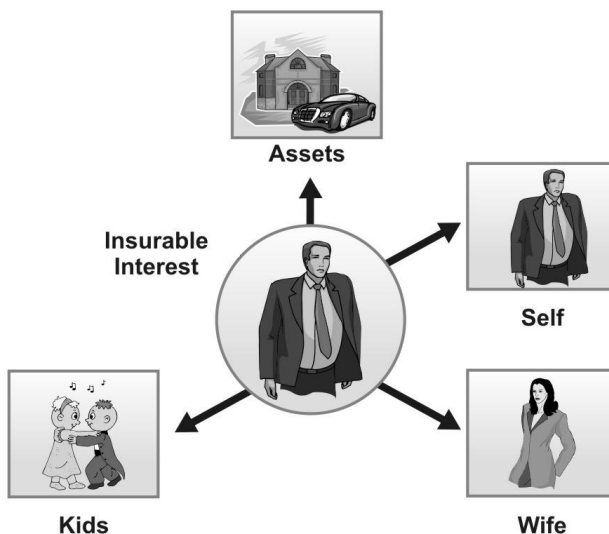 Assets
Insurable
Interest
Self
Kids
Wife